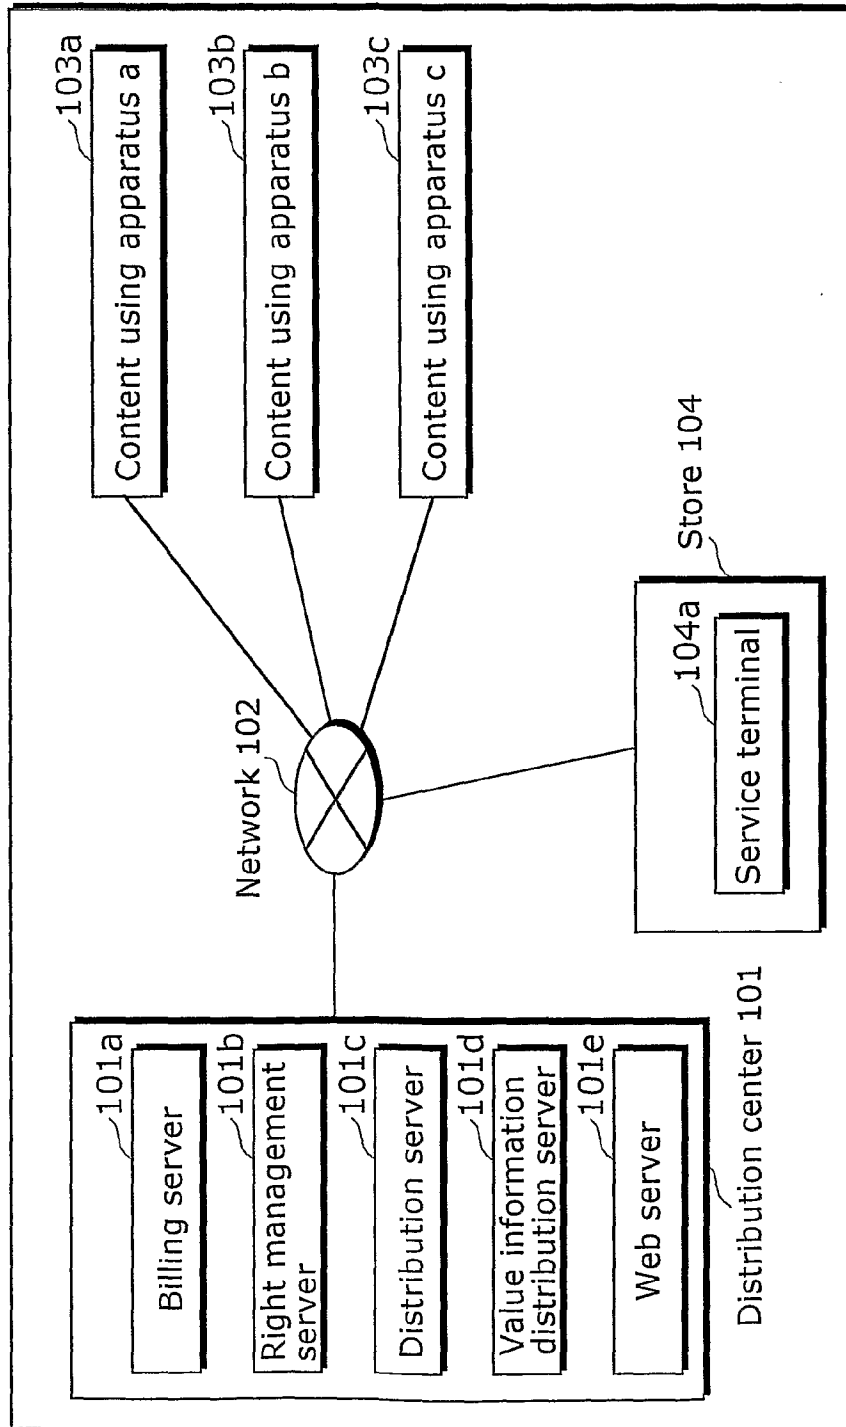 101a
Billing server
101b
Right management
server
101c
Distribution server
101d
Value information
distribution server
101e
Web server
Distribution center 101
Network 102
103a
Content using apparatus a
103b
Content using apparatus b
103c
Content using apparatus c
Store 104
104a
Service terminal